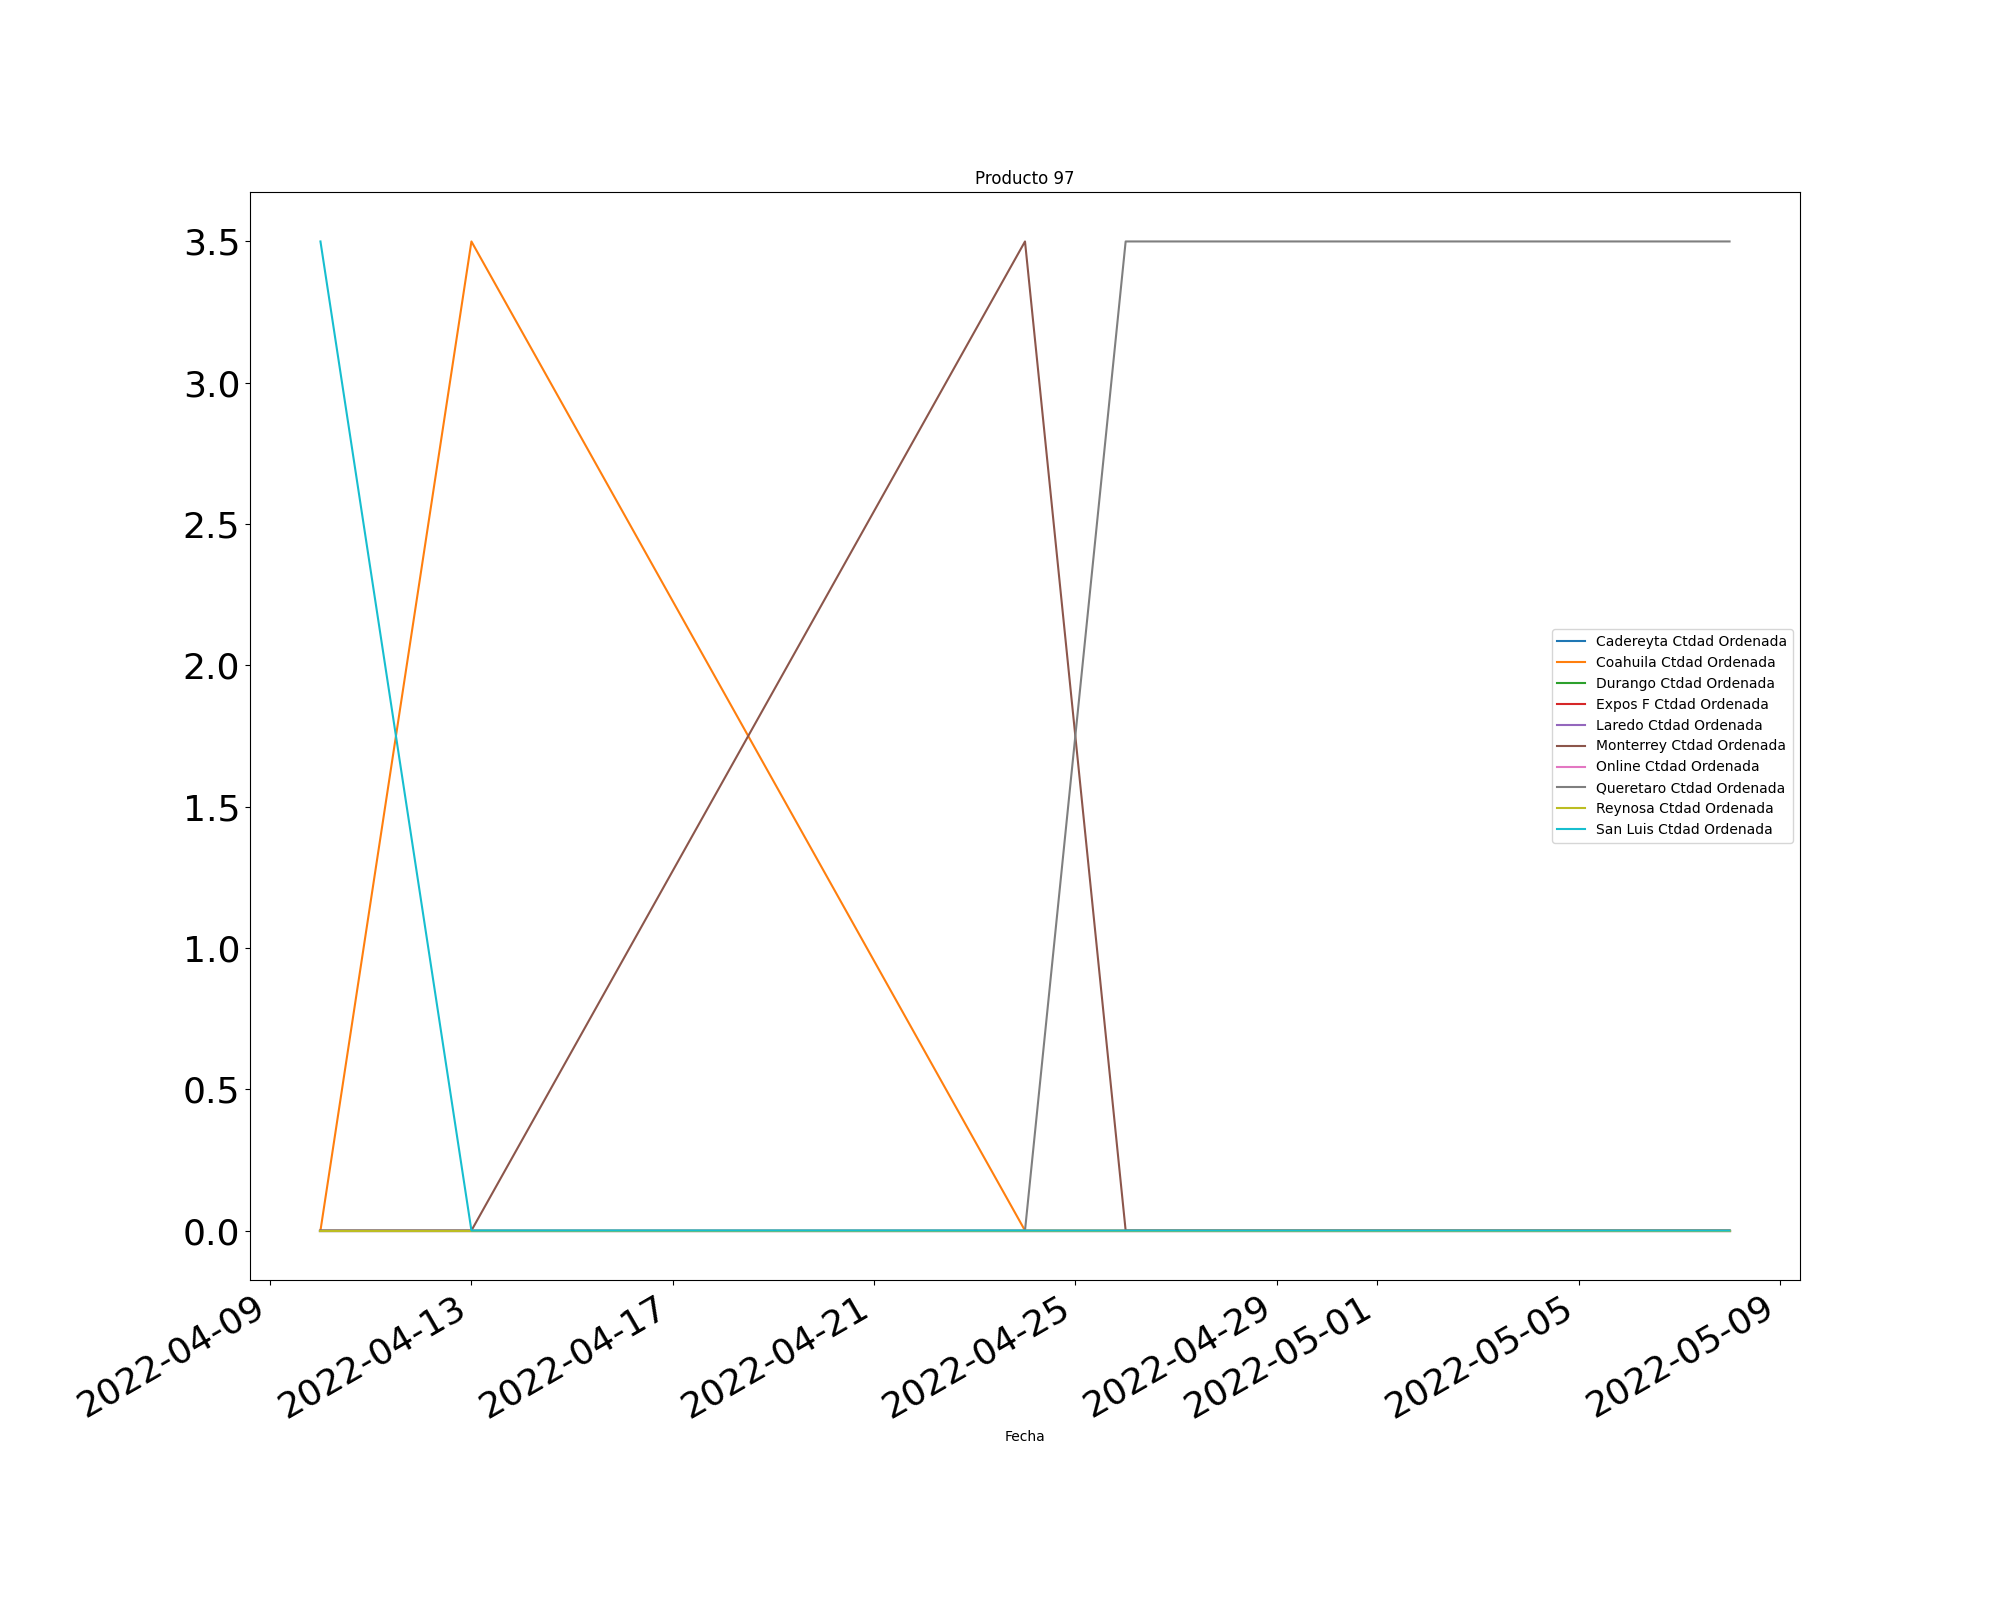 Producto 97
3.5
3.0
2.5
2.0
1.5
1.0
0.5
0.0
Cadereyta Ctdad Ordenada
Coahuila Ctdad Ordenada
Durango Ctdad Ordenada
Expos F Ctdad Ordenada
Laredo Ctdad Ordenada
Monterrey Ctdad Ordenada
Online Ctdad Ordenada
Queretaro Ctdad Ordenada
Reynosa Ctdad Ordenada
San Luis Ctdad Ordenada
2022-04-09
2022-04-13
2022-04-17
2022-04-21
2022-04-25
2022-04-29
2022-05-01
2022-05-05
2022-05-09
Fecha